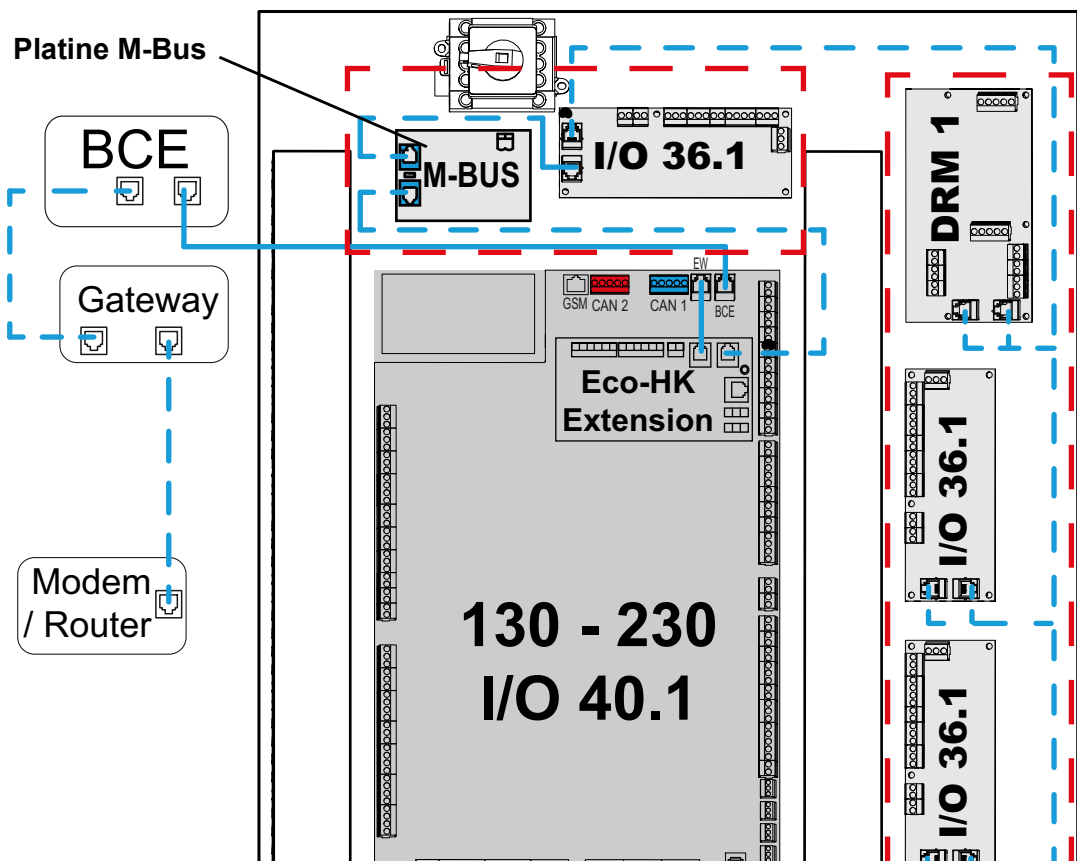 Platine M-Bus
BCE
M-BUS
I/O 36.1
DRM 1
Gateway
EW
GSM
CAN 2
CAN 1
BCE
Eco-HK
Extension
I/O 36.1
Modem
/ Router
130 - 230
I/O 40.1
I/O 36.1